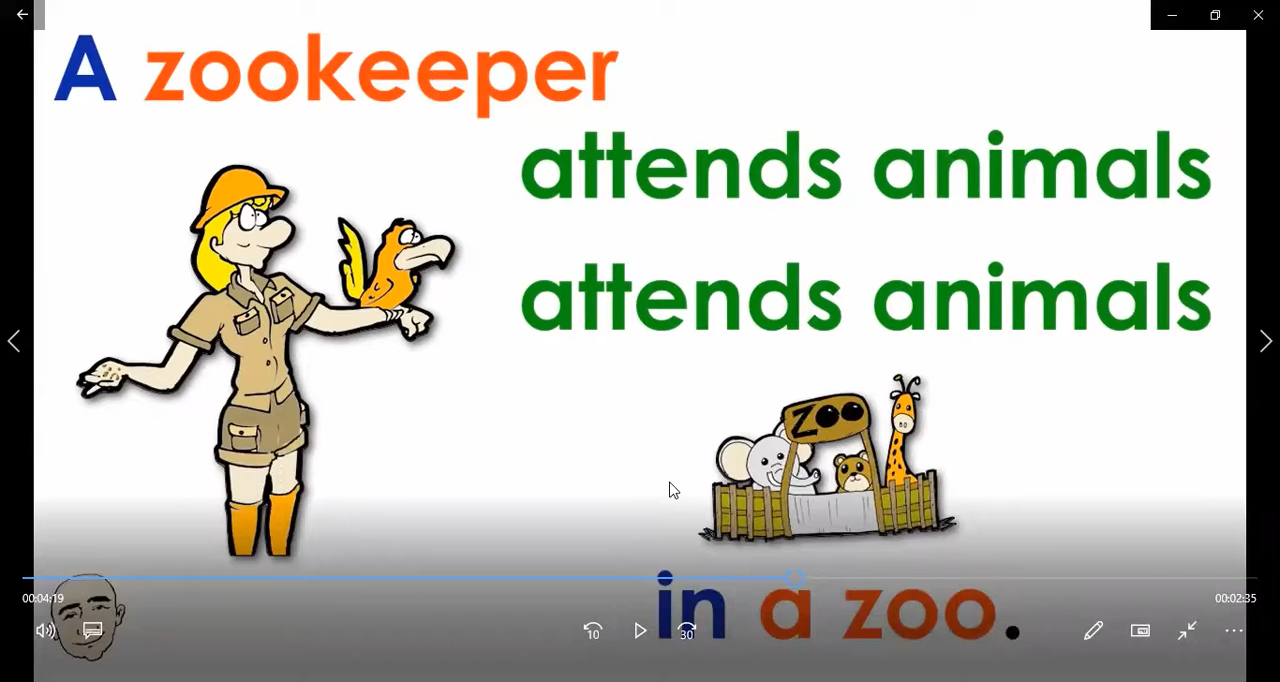 A zookeeper
attends animals
attends animals
ZOO
in a zoo.
00:04:19
00:02:35
10
30